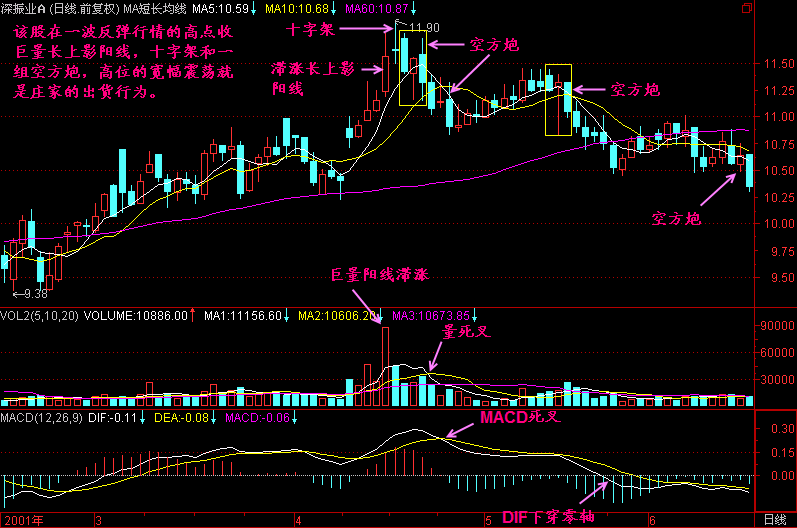 深振业A (日线.前复权) MA短长均线 MA5:10.59↓ MA10:10.68↓ MA60:10.87↓
该股在一波反弹行情的高点收
巨量长上影阳线，十字架和一
组空方炮，高位的宽幅震荡就
是庄家的出货行为。
十字架
11.90
空方炮
滞涨长上影
阳线
空方炮
空方炮
9.38
11.50
11.25
11.00
10.75
10.50
10.25
10.00
9.75
9.50
巨量阳线滞涨
VOL2(5,10,20) VOLUME:10886.00↑ MA1:11156.60↓ MA2:10606.20↓ MA3:10673.85↓
量死叉
90000
60000
30000
MACD(12,26,9) DIF:-0.11↓ DEA:-0.08↓ MACD:-0.06↓
MACD死叉
0.30
0.15
0.00
DIF下穿零轴
2001年 3 4 5 6 日线